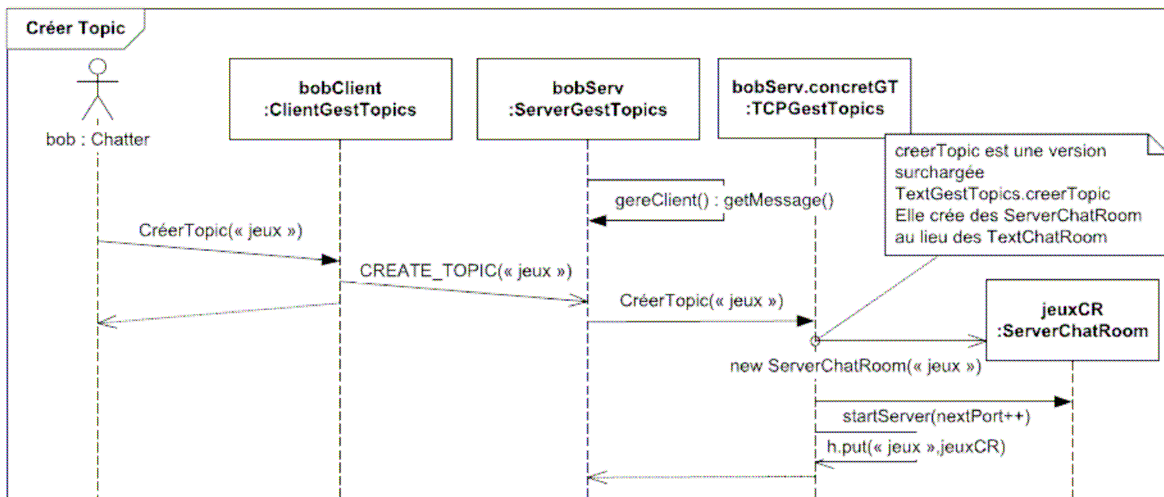 Créer Topic
bob : Chatter
bobClient
:ClientGestTopics
bobServ
:ServerGestTopics
bobServ.concretGT
:TCPGestTopics
creerTopic est une version
surchargée
TextGestTopics.creerTopic
Elle crée des ServerChatRoom
au lieu des TextChatRoom
gereClient() : getMessage()
CréerTopic(« jeux »)
CREATE_TOPIC(« jeux »)
CréerTopic(« jeux »)
jeuxCR
:ServerChatRoom
new ServerChatRoom(« jeux »)
startServer(nextPort++)
h.put(« jeux »,jeuxCR)